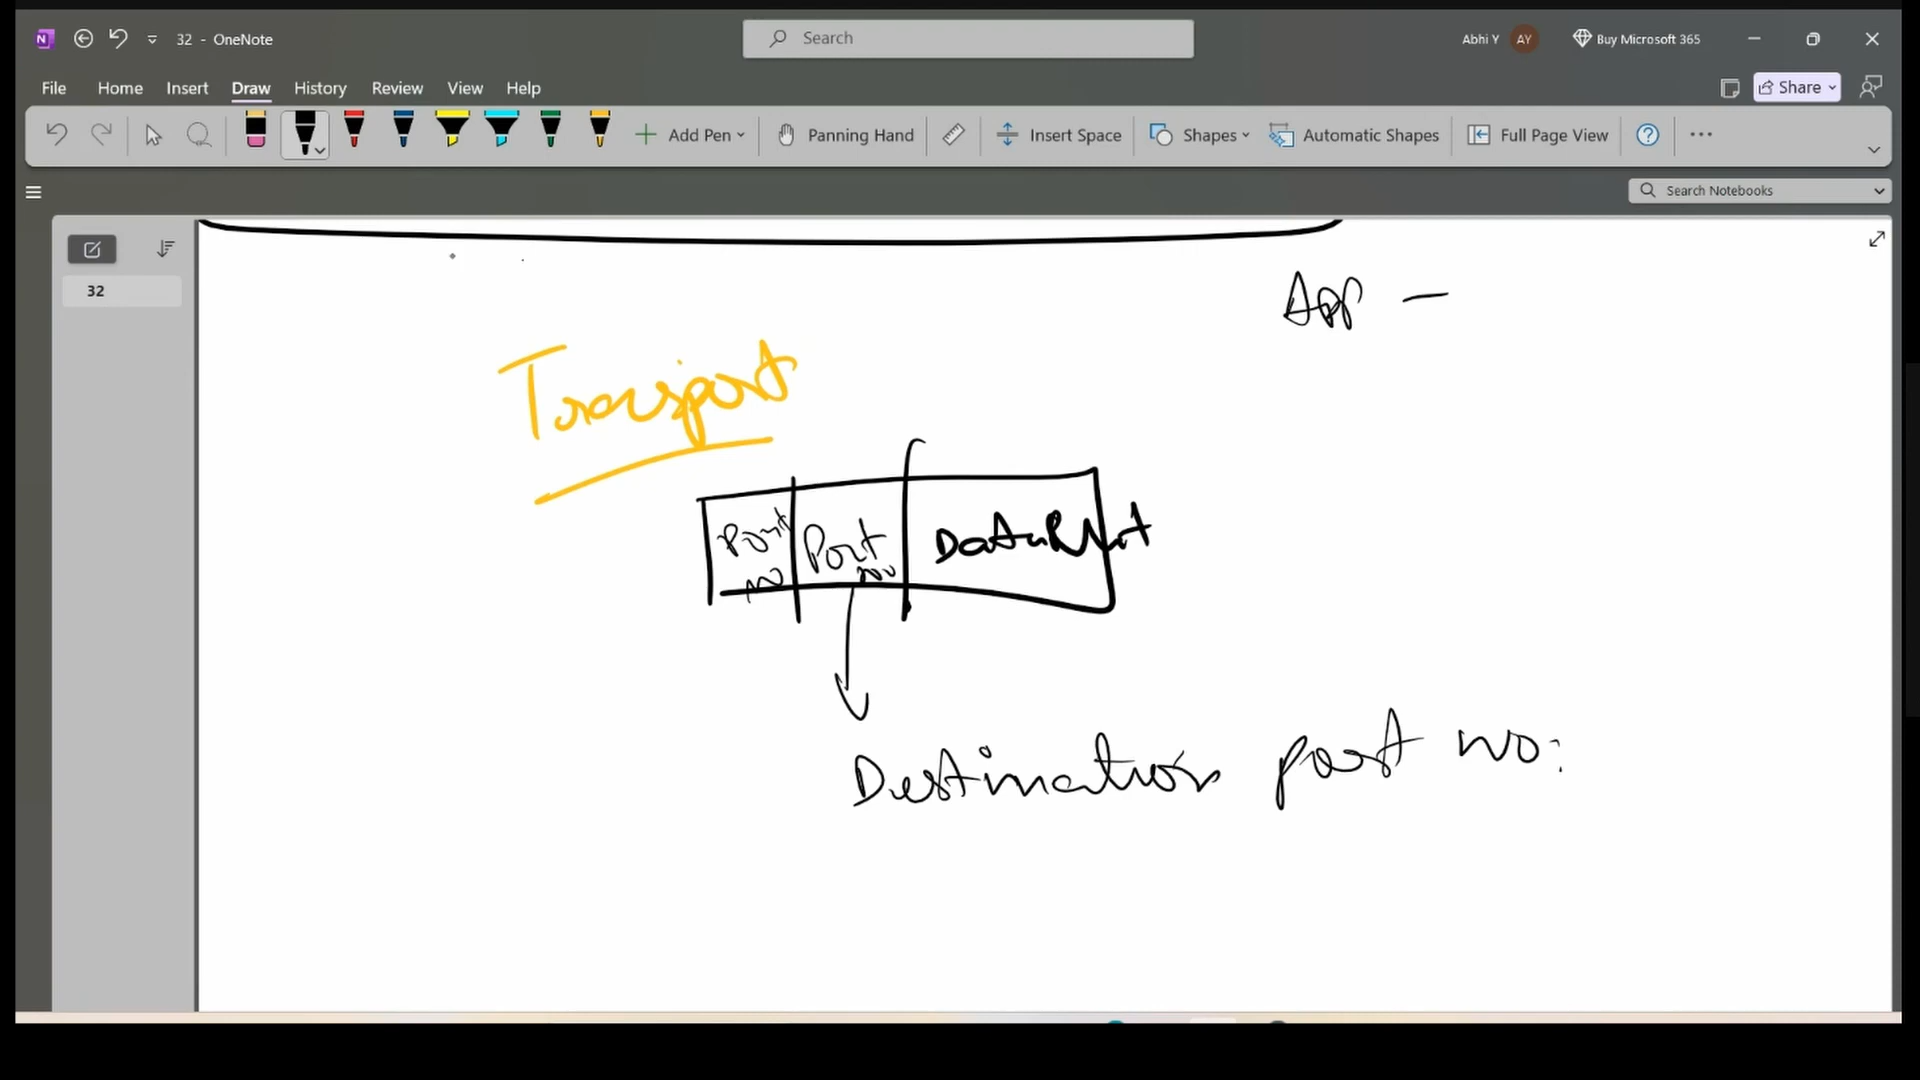 32 - OneNote
Search
Abhi Y AY
Buy Microsoft 365
File Home Insert Draw History Review View Help
Share
Add Pen
Panning Hand
Insert Space
Shapes
Automatic Shapes
Full Page View
Search Notebooks
32
App -
Transport
Port
no
Port
no
Destination port no: